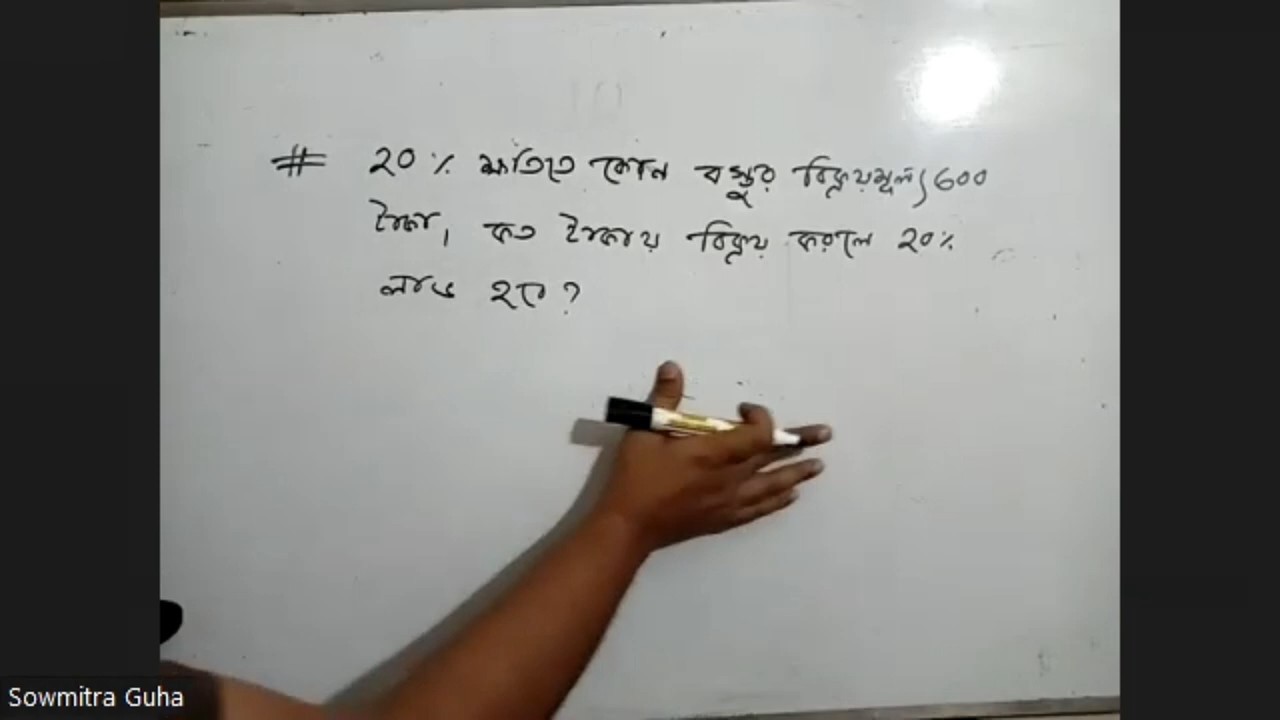 # ২০% ক্ষতিতে কোন বস্তুর বিক্রয়মূল্য ৬০০
টাকা, কত টাকায় বিক্রয় করলে ২০%
লাভ হবে?
Sowmitra Guha